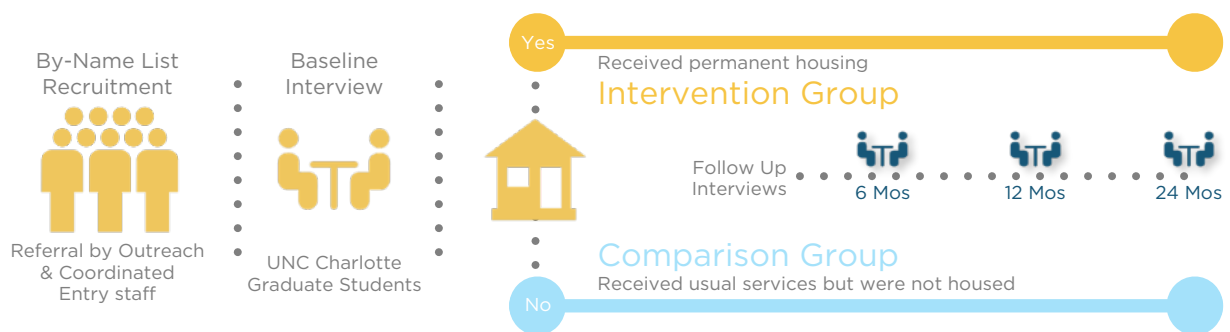 By-Name List
Recruitment
Referral by Outreach
& Coordinated
Entry staff
Baseline
Interview
UNC Charlotte
Graduate Students
Yes
Received permanent housing
Intervention Group
Follow Up
Interviews
6 Mos
12 Mos
24 Mos
Comparison Group
Received usual services but were not housed
No